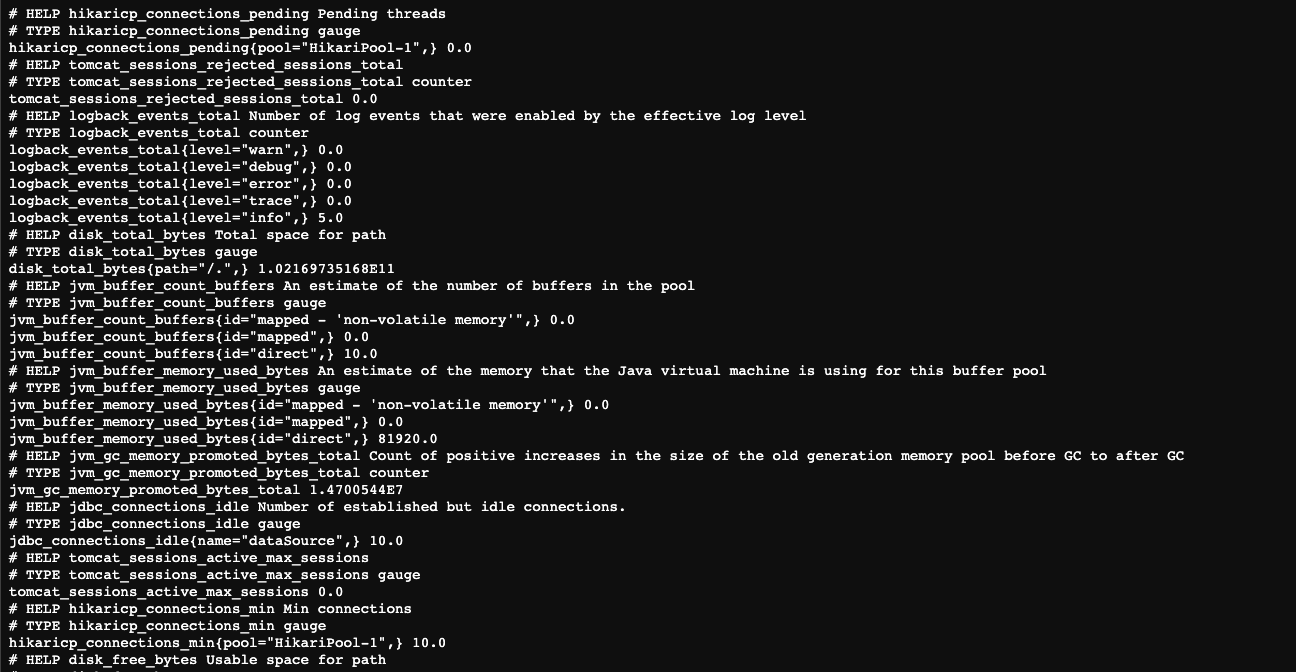 # HELP hikaricp_connections_pending Pending threads
# TYPE hikaricp_connections_pending gauge
hikaricp_connections_pending{pool="HikariPool-1",} 0.0
# HELP tomcat_sessions_rejected_sessions_total
# TYPE tomcat_sessions_rejected_sessions_total counter
tomcat_sessions_rejected_sessions_total 0.0
# HELP logback_events_total Number of log events that were enabled by the effective log level
# TYPE logback_events_total counter
logback_events_total{level="warn",} 0.0
logback_events_total{level="debug",} 0.0
logback_events_total{level="error",} 0.0
logback_events_total{level="trace",} 0.0
logback_events_total{level="info",} 5.0
# HELP disk_total_bytes Total space for path
# TYPE disk_total_bytes gauge
disk_total_bytes{path="/.",} 1.02169735168E11
# HELP jvm_buffer_count_buffers An estimate of the number of buffers in the pool
# TYPE jvm_buffer_count_buffers gauge
jvm_buffer_count_buffers{id="mapped - 'non-volatile memory'",} 0.0
jvm_buffer_count_buffers{id="mapped",} 0.0
jvm_buffer_count_buffers{id="direct",} 10.0
# HELP jvm_buffer_memory_used_bytes An estimate of the memory that the Java virtual machine is using for this buffer pool
# TYPE jvm_buffer_memory_used_bytes gauge
jvm_buffer_memory_used_bytes{id="mapped - 'non-volatile memory'",} 0.0
jvm_buffer_memory_used_bytes{id="mapped",} 0.0
jvm_buffer_memory_used_bytes{id="direct",} 81920.0
# HELP jvm_gc_memory_promoted_bytes_total Count of positive increases in the size of the old generation memory pool before GC to after GC
# TYPE jvm_gc_memory_promoted_bytes_total counter
jvm_gc_memory_promoted_bytes_total 1.4700544E7
# HELP jdbc_connections_idle Number of established but idle connections.
# TYPE jdbc_connections_idle gauge
jdbc_connections_idle{name="dataSource",} 10.0
# HELP tomcat_sessions_active_max_sessions
# TYPE tomcat_sessions_active_max_sessions gauge
tomcat_sessions_active_max_sessions 0.0
# HELP hikaricp_connections_min Min connections
# TYPE hikaricp_connections_min gauge
hikaricp_connections_min{pool="HikariPool-1",} 10.0
# HELP disk_free_bytes Usable space for path